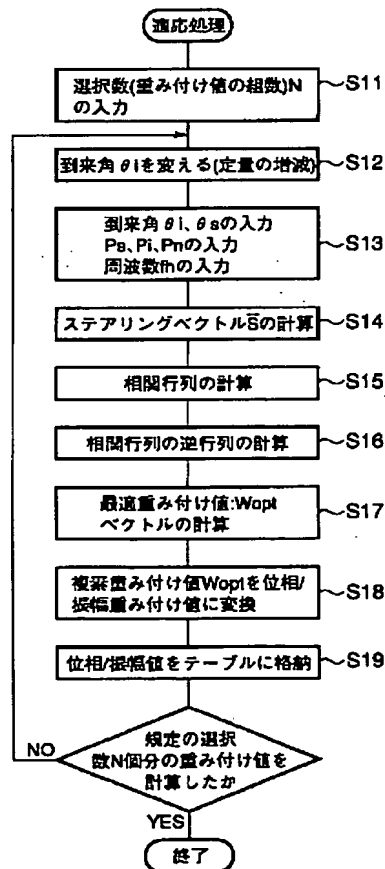 適応処理
選択数(重み付け値の組数)N
の入力
S11
到来角θiを変える(定量の増減)
S12
到来角θi、θsの入力
Ps、Pi、Pnの入力
周波数fhの入力
S13
ステアリングベクトルS̅の計算
S14
相関行列の計算
S15
相関行列の逆行列の計算
S16
最適重み付け値:Wopt
ベクトルの計算
S17
複素重み付け値Woptを位相/
振幅重み付け値に変換
S18
位相/振幅値をテーブルに格納
S19
規定の選択
数N個分の重み付け値を
計算したか
NO
YES
終了